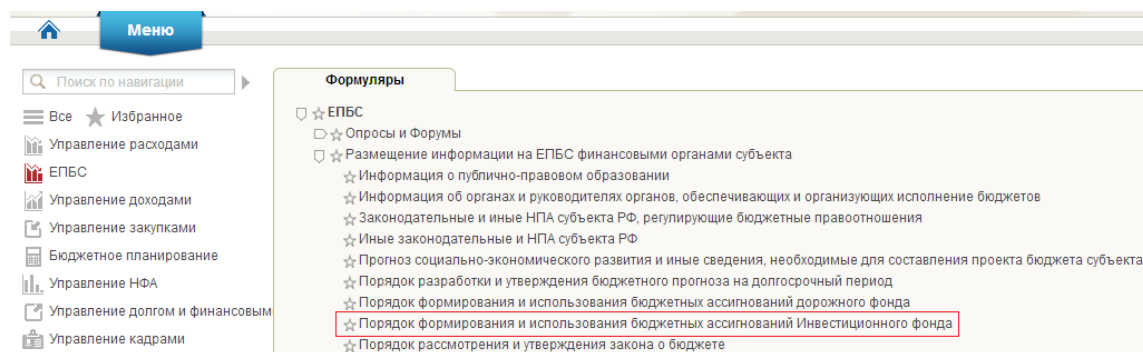 Меню
Поиск по навигации
Все Избранное
Управление расходами
ЕПБС
Управление доходами
Управление закупками
Бюджетное планирование
Управление НФА
Управление долгом и финансовым
Управление кадрами
Формуляры
ЕПБС
Опросы и Форумы
Размещение информации на ЕПБС финансовыми органами субъекта
Информация о публично-правовом образовании
Информация об органах и руководителях органов, обеспечивающих и организующих исполнение бюджетов
Законодательные и иные НПА субъекта РФ, регулирующие бюджетные правоотношения
Иные законодательные и НПА субъекта РФ
Прогноз социально-экономического развития и иные сведения, необходимые для составления проекта бюджета субъекта
Порядок разработки и утверждения бюджетного прогноза на долгосрочный период
Порядок формирования и использования бюджетных ассигнований дорожного фонда
Порядок формирования и использования бюджетных ассигнований Инвестиционного фонда
Порядок рассмотрения и утверждения закона о бюджете